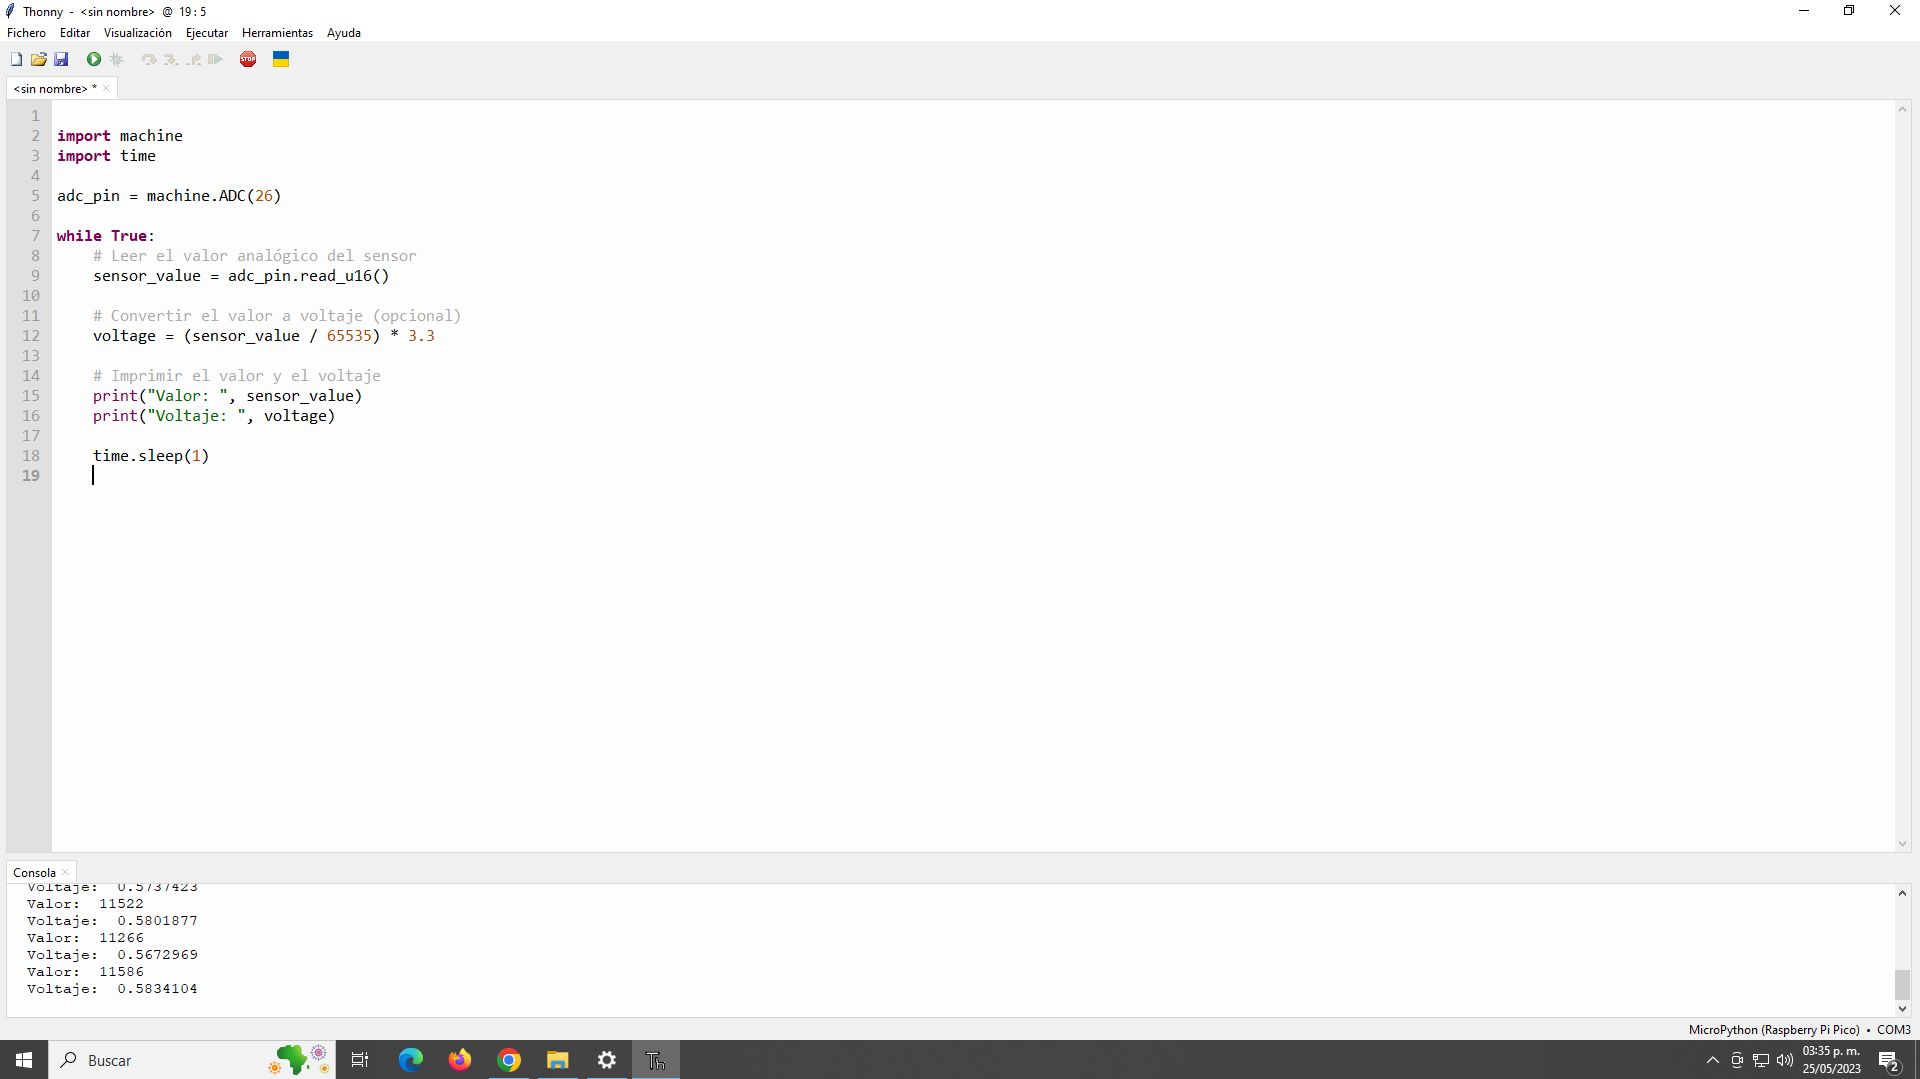 Thonny - <sin nombre> @ 19:5
Fichero Editar Visualización Ejecutar Herramientas Ayuda
STOP
<sin nombre> *
1
2 import machine
3 import time
4
5 adc_pin = machine.ADC(26)
6
7 while True:
8 # Leer el valor analógico del sensor
9 sensor_value = adc_pin.read_u16()
10
11 # Convertir el valor a voltaje (opcional)
12 voltage = (sensor_value / 65535) * 3.3
13
14 # Imprimir el valor y el voltaje
15 print("Valor: ", sensor_value)
16 print("Voltaje: ", voltage)
17
18 time.sleep(1)
19
Consola
Voltaje: 0.5737423
Valor: 11522
Voltaje: 0.5801877
Valor: 11266
Voltaje: 0.5672969
Valor: 11586
Voltaje: 0.5834104
MicroPython (Raspberry Pi Pico) • COM3
Buscar
Th
03:35 p. m.
25/05/2023
2